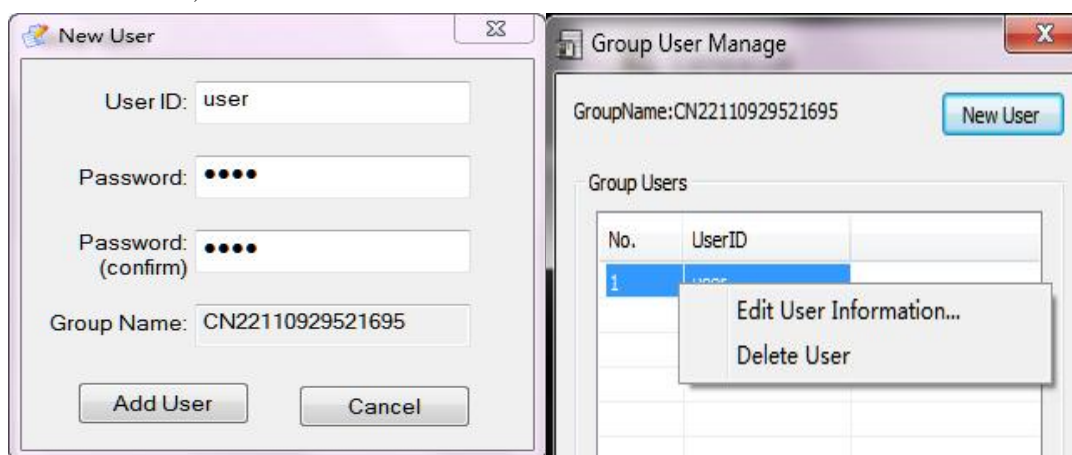 New User
User ID: user
Password: ●●●●
Password: ●●●●
(confirm)
Group Name: CN22110929521695
Add User Cancel
Group User Manage
GroupName:CN22110929521695 New User
Group Users
No. UserID
1
Edit User Information...
Delete User